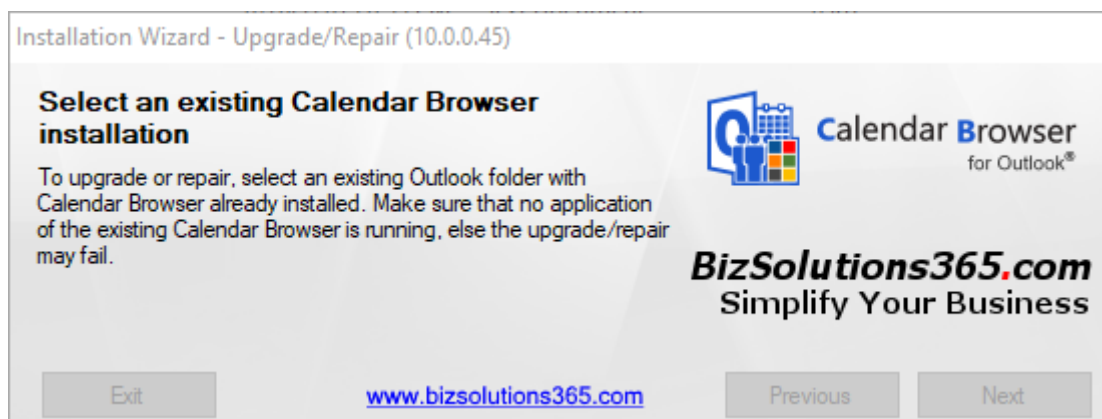 Installation Wizard - Upgrade/Repair (10.0.0.45)
Select an existing Calendar Browser
installation
To upgrade or repair, select an existing Outlook folder with
Calendar Browser already installed. Make sure that no application
of the existing Calendar Browser is running, else the upgrade/repair
may fail.
Calendar Browser
for Outlook®
BizSolutions365.com
Simplify Your Business
Exit
www.bizsolutions365.com
Previous
Next